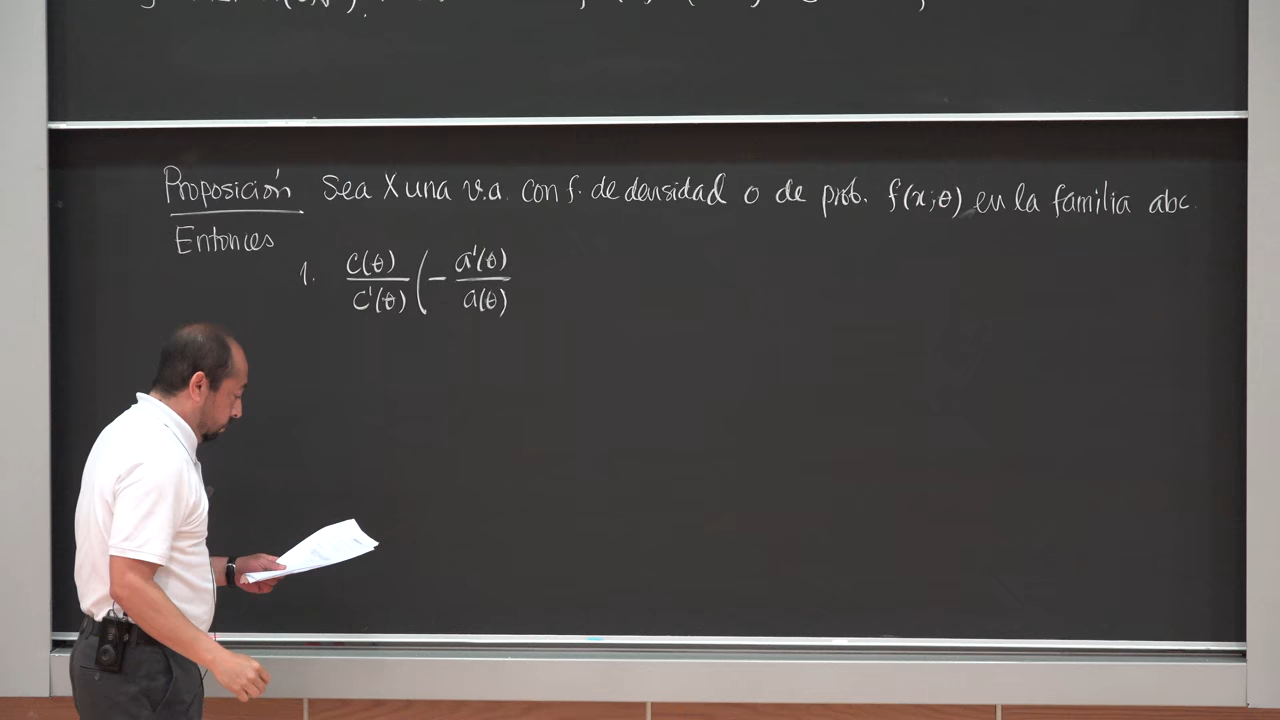 Proposición Sea X una v.a. con f. de densidad o de prob. f(x;θ) en la familia abc.
Entonces
1. c(θ)/c'(θ) (- a'(θ)/a(θ)